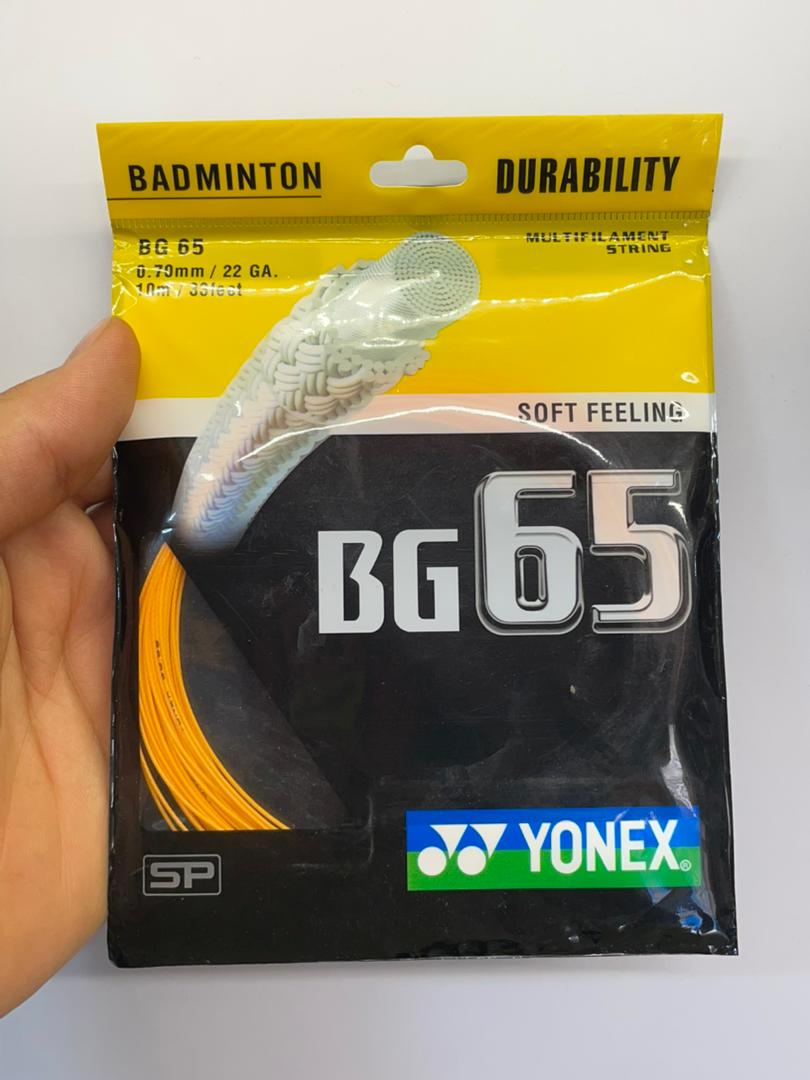 BADMINTON
DURABILITY
BG 65
0.70mm / 22 GA.
10m / 33feet
MULTIFILAMENT
STRING
SOFT FEELING
BG65
YONEX®
SP